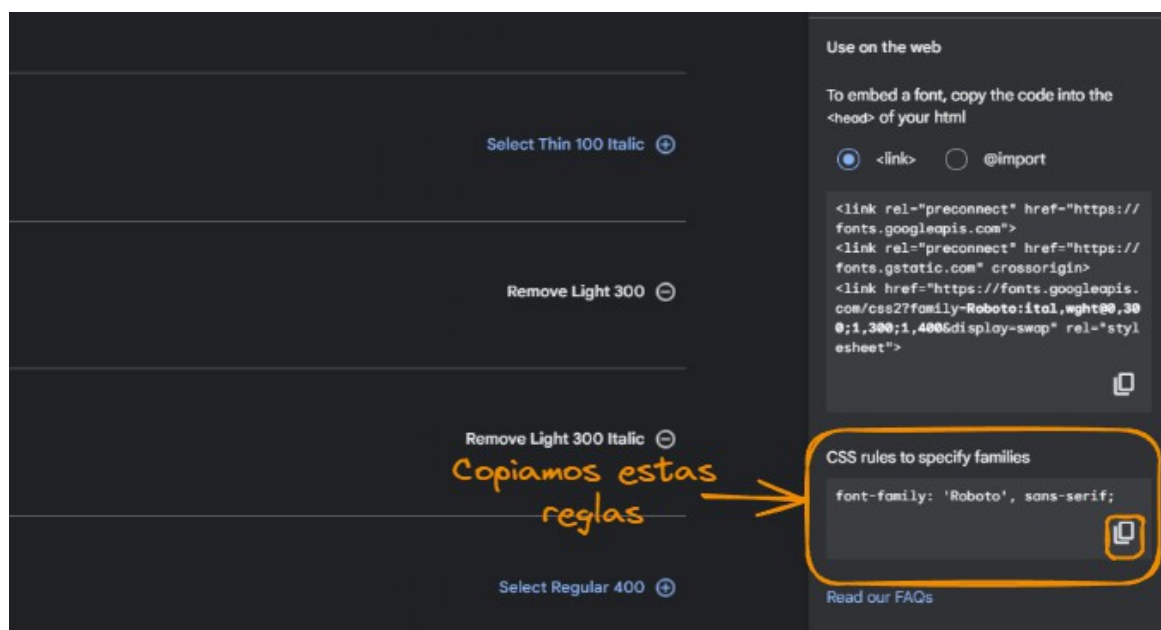 Select Thin 100 Italic
Remove Light 300
Remove Light 300 Italic
Copiamos estas
reglas
Select Regular 400
Use on the web
To embed a font, copy the code into the
<head> of your html
<link> @import
<link rel="preconnect" href="https://
fonts.googleapis.com">
<link rel="preconnect" href="https://
fonts.gstatic.com" crossorigin>
<link href="https://fonts.googleapis.
com/css2?family=Roboto:ital,wght@0,30
0;1,300;1,400&display=swap" rel="styl
esheet">
CSS rules to specify families
font-family: 'Roboto', sans-serif;
Read our FAQs